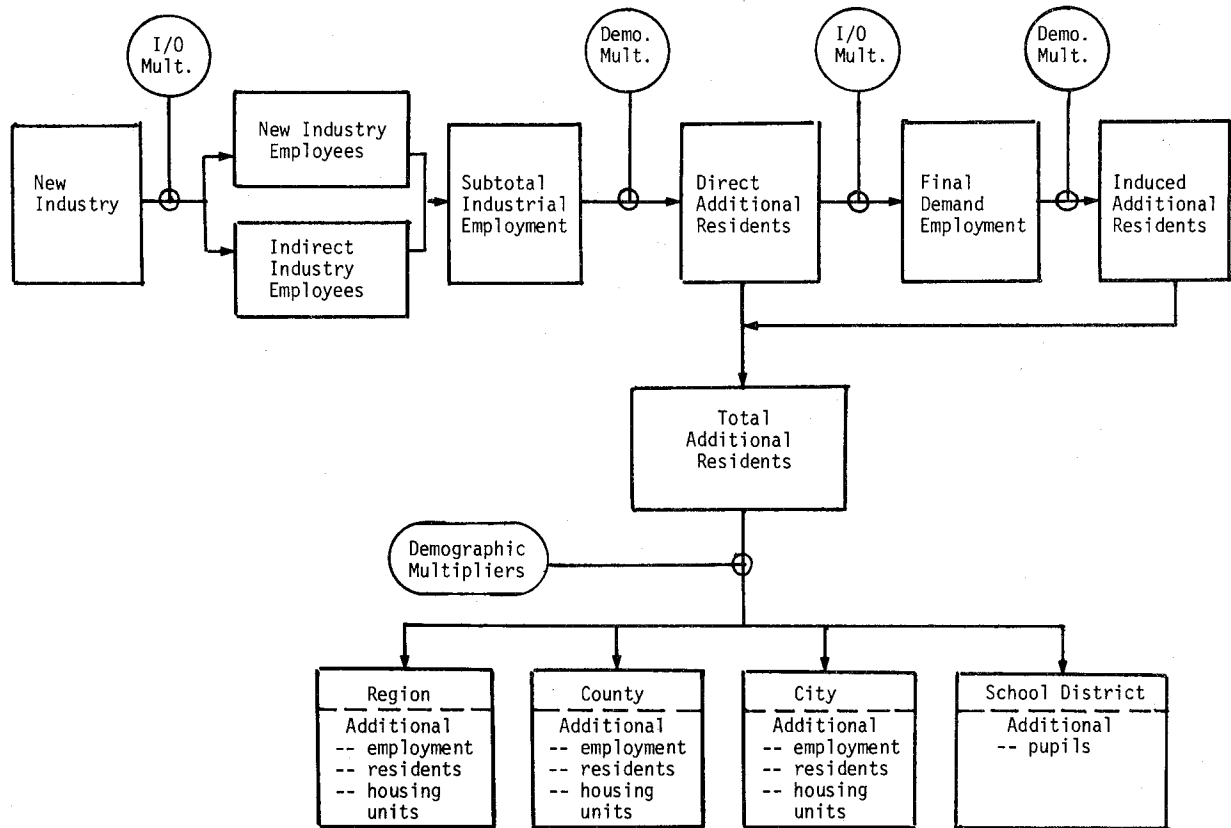 I/O
Mult.
Demo.
Mult.
I/O
Mult.
Demo.
Mult.
New
Industry
New Industry
Employees
Indirect
Industry
Employees
Subtotal
Industrial
Employment
Direct
Additional
Residents
Final
Demand
Employment
Induced
Additional
Residents
Total
Additional
Residents
Demographic
Multipliers
Region
Additional
-- employment
-- residents
-- housing
units
County
Additional
-- employment
-- residents
-- housing
units
City
Additional
-- employment
-- residents
-- housing
units
School District
Additional
-- pupils